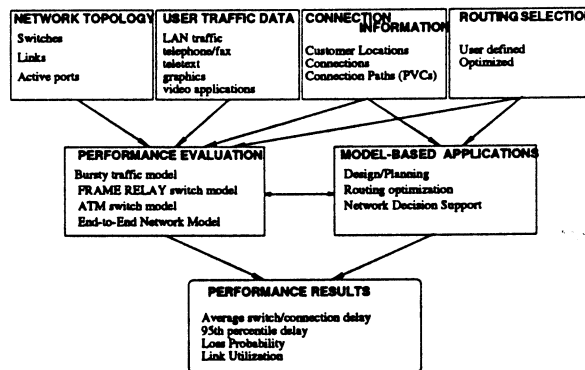 NETWORK TOPOLOGY
Switches
Links
Active ports
USER TRAFFIC DATA
LAN traffic
telephone/fax
teletext
graphics
video applications
CONNECTION
INFORMATION
Customer Locations
Connections
Connection Paths (PVCs)
ROUTING SELECTION
User defined
Optimized
PERFORMANCE EVALUATION
Bursty traffic model
FRAME RELAY switch model
ATM switch model
End-to-End Network Model
MODEL-BASED APPLICATIONS
Design/Planning
Routing optimization
Network Decision Support
PERFORMANCE RESULTS
Average switch/connection delay
95th percentile delay
Loss Probability
Link Utilization